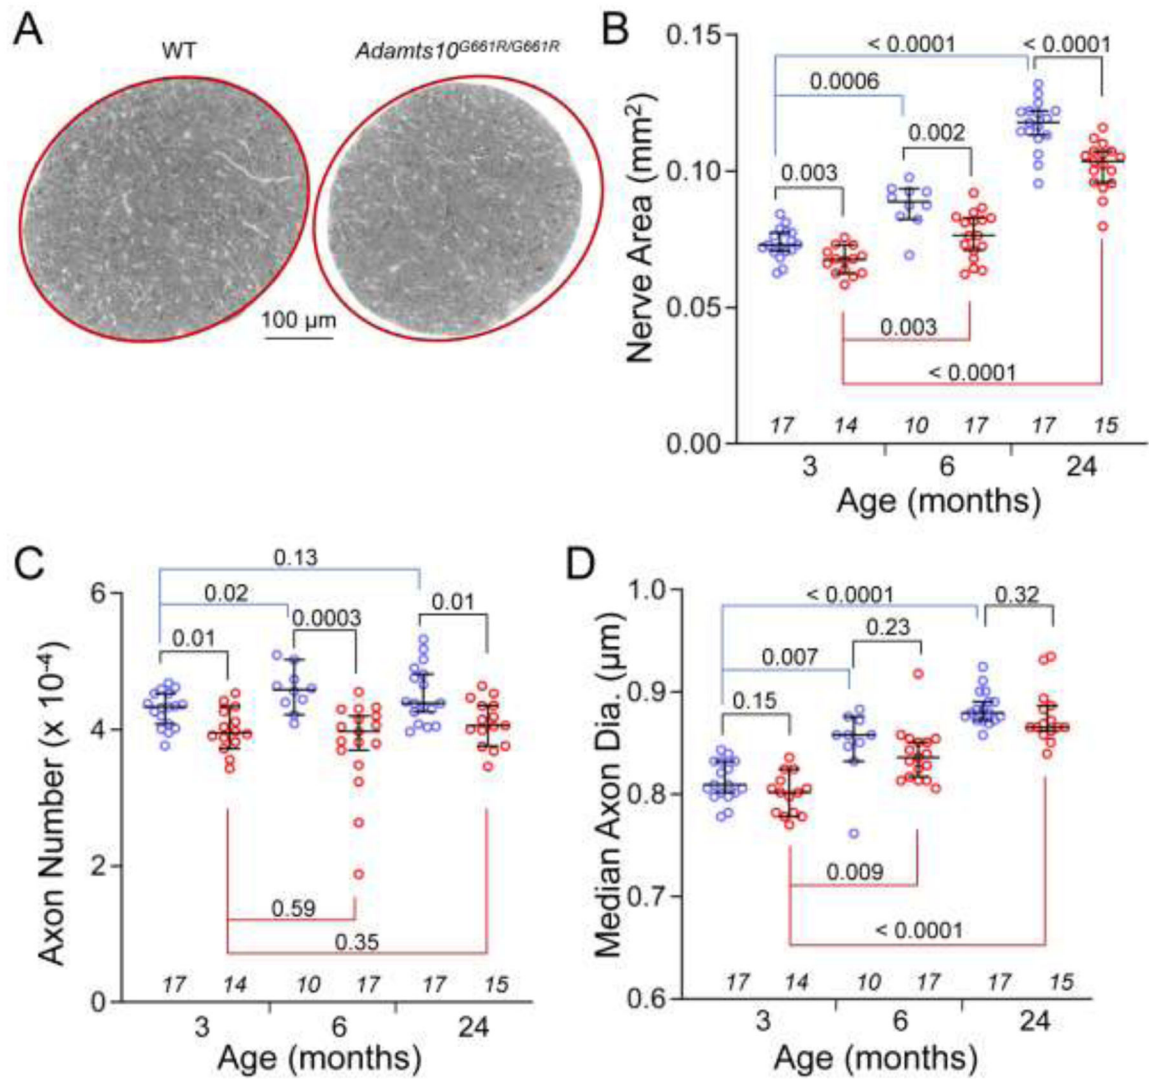 A
WT
Adamts10^G661R/G661R
100 µm
B
Nerve Area (mm²)
0.15
0.10
0.05
0.00
< 0.0001
< 0.0001
0.0006
0.002
0.003
0.003
< 0.0001
17 14 10 17 17 15
3 6 24
Age (months)
C
Axon Number (x 10⁻⁴)
6
4
2
0
0.13
0.02
0.0003
0.01
0.01
0.59
0.35
17 14 10 17 17 15
3 6 24
Age (months)
D
Median Axon Dia. (µm)
1.0
0.9
0.8
0.7
0.6
< 0.0001
0.32
0.23
0.007
0.15
0.009
< 0.0001
17 14 10 17 17 15
3 6 24
Age (months)